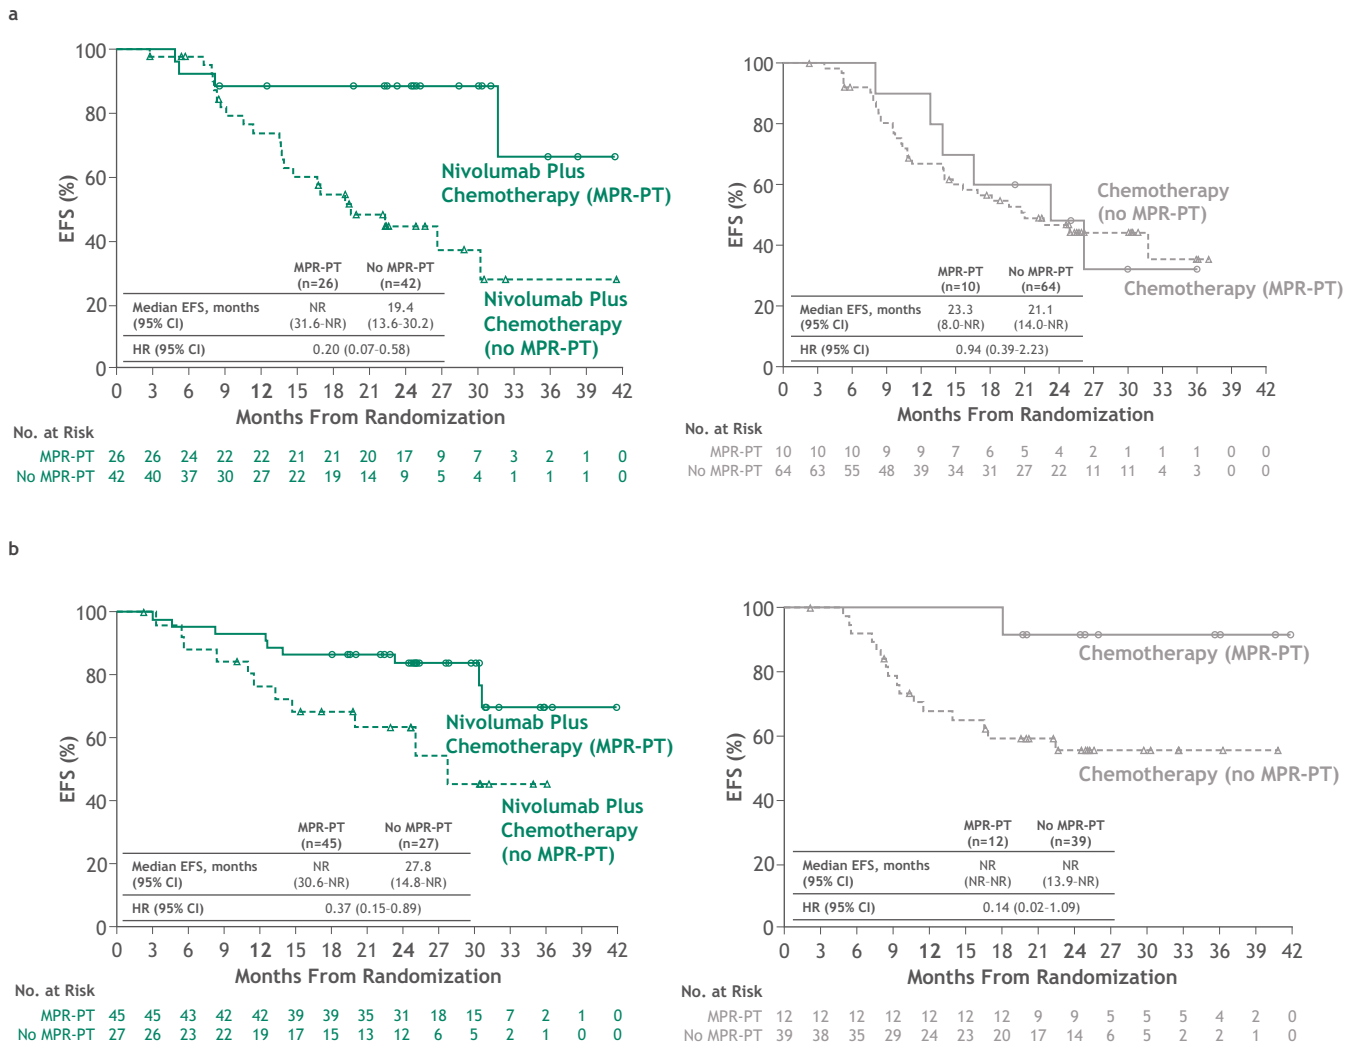 a
100
80
60
40
20
0
EFS (%)
Nivolumab Plus
Chemotherapy (MPR-PT)
Nivolumab Plus
Chemotherapy
(no MPR-PT)
MPR-PT No MPR-PT
(n=26) (n=42)
Median EFS, months NR 19.4
(95% CI) (31.6-NR) (13.6-30.2)
HR (95% CI) 0.20 (0.07-0.58)
0 3 6 9 12 15 18 21 24 27 30 33 36 39 42
Months From Randomization
No. at Risk
MPR-PT 26 26 24 22 22 21 21 20 17 9 7 3 2 1 0
No MPR-PT 42 40 37 30 27 22 19 14 9 5 4 1 1 1 0
100
80
60
40
20
0
EFS (%)
Chemotherapy
(no MPR-PT)
Chemotherapy (MPR-PT)
MPR-PT No MPR-PT
(n=10) (n=64)
Median EFS, months 23.3 21.1
(95% CI) (8.0-NR) (14.0-NR)
HR (95% CI) 0.94 (0.39-2.23)
0 3 6 9 12 15 18 21 24 27 30 33 36 39 42
Months From Randomization
No. at Risk
MPR-PT 10 10 10 9 9 7 6 5 4 2 1 1 1 0 0
No MPR-PT 64 63 55 48 39 34 31 27 22 11 11 4 3 0 0
b
100
80
60
40
20
0
EFS (%)
Nivolumab Plus
Chemotherapy (MPR-PT)
Nivolumab Plus
Chemotherapy
(no MPR-PT)
MPR-PT No MPR-PT
(n=45) (n=27)
Median EFS, months NR 27.8
(95% CI) (30.6-NR) (14.8-NR)
HR (95% CI) 0.37 (0.15-0.89)
0 3 6 9 12 15 18 21 24 27 30 33 36 39 42
Months From Randomization
No. at Risk
MPR-PT 45 45 43 42 42 39 39 35 31 18 15 7 2 1 0
No MPR-PT 27 26 23 22 19 17 15 13 12 6 5 2 1 0 0
100
80
60
40
20
0
EFS (%)
Chemotherapy (MPR-PT)
Chemotherapy (no MPR-PT)
MPR-PT No MPR-PT
(n=12) (n=39)
Median EFS, months NR NR
(95% CI) (NR-NR) (13.9-NR)
HR (95% CI) 0.14 (0.02-1.09)
0 3 6 9 12 15 18 21 24 27 30 33 36 39 42
Months From Randomization
No. at Risk
MPR-PT 12 12 12 12 12 12 12 9 9 5 5 5 4 2 0
No MPR-PT 39 38 35 29 24 23 20 17 14 6 5 2 2 1 0